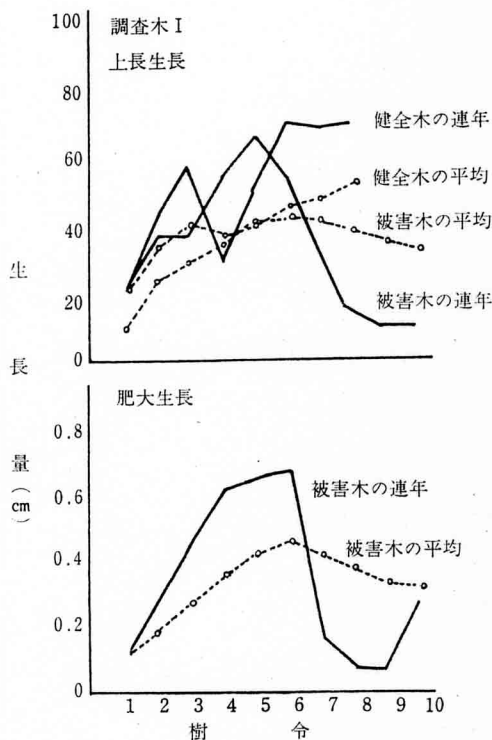 調査木Ⅰ
上長生長
100
80
60
40
20
0
健全木の連年
健全木の平均
被害木の平均
被害木の連年
生長量(cm)
肥大生長
0.8
0.6
0.4
0.2
0
被害木の連年
被害木の平均
1 2 3 4 5 6 7 8 9 10
樹 令